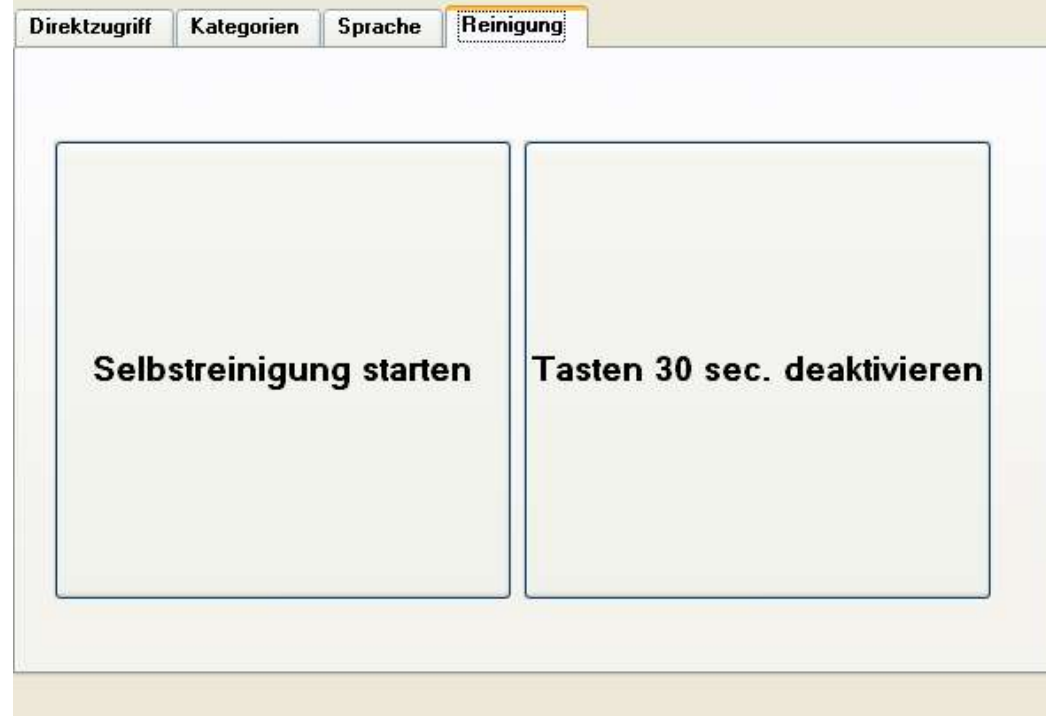 Direktzugriff Kategorien Sprache Reinigung
Selbstreinigung starten Tasten 30 sec. deaktivieren